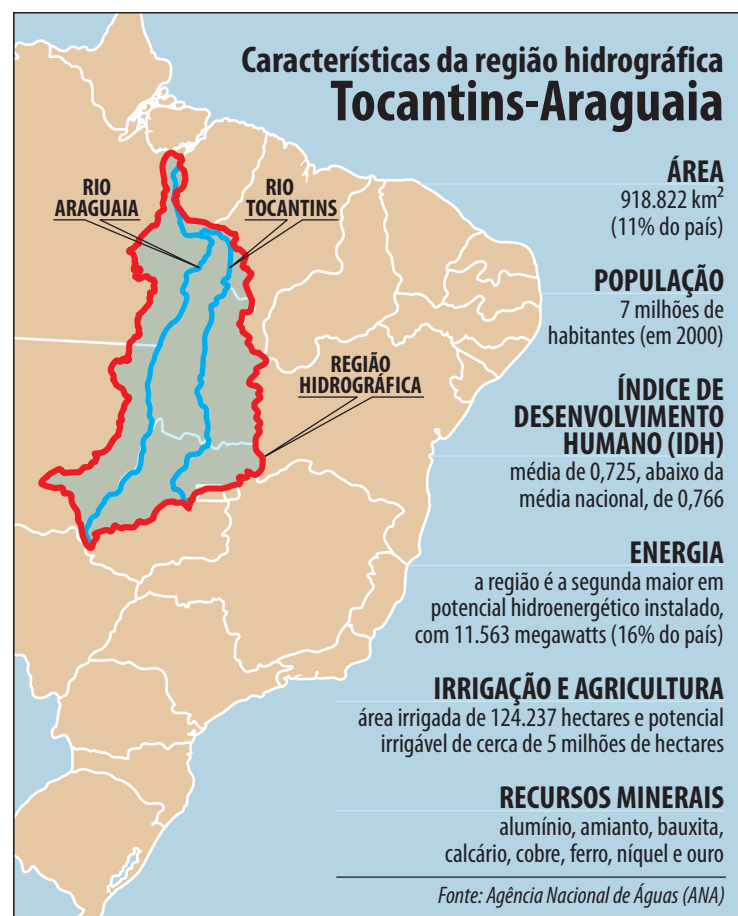 Características da região hidrográfica
Tocantins-Araguaia
RIO
ARAGUAIA
RIO
TOCANTINS
REGIÃO
HIDROGRÁFICA
ÁREA
918.822 km²
(11% do país)
POPULAÇÃO
7 milhões de
habitantes (em 2000)
ÍNDICE DE
DESENVOLVIMENTO
HUMANO (IDH)
média de 0,725, abaixo da
média nacional, de 0,766
ENERGIA
a região é a segunda maior em
potencial hidroenergético instalado,
com 11.563 megawatts (16% do país)
IRRIGAÇÃO E AGRICULTURA
área irrigada de 124.237 hectares e potencial
irrigável de cerca de 5 milhões de hectares
RECURSOS MINERAIS
alumínio, amianto, bauxita,
calcário, cobre, ferro, níquel e ouro
Fonte: Agência Nacional de Águas (ANA)